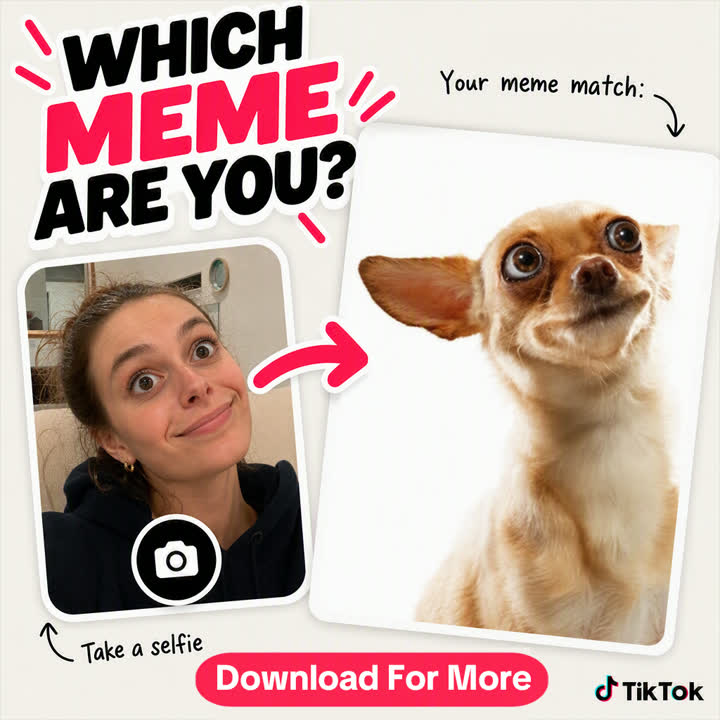 WHICH
MEME
ARE YOU?
Your meme match:
Take a selfie
Download For More
TikTok